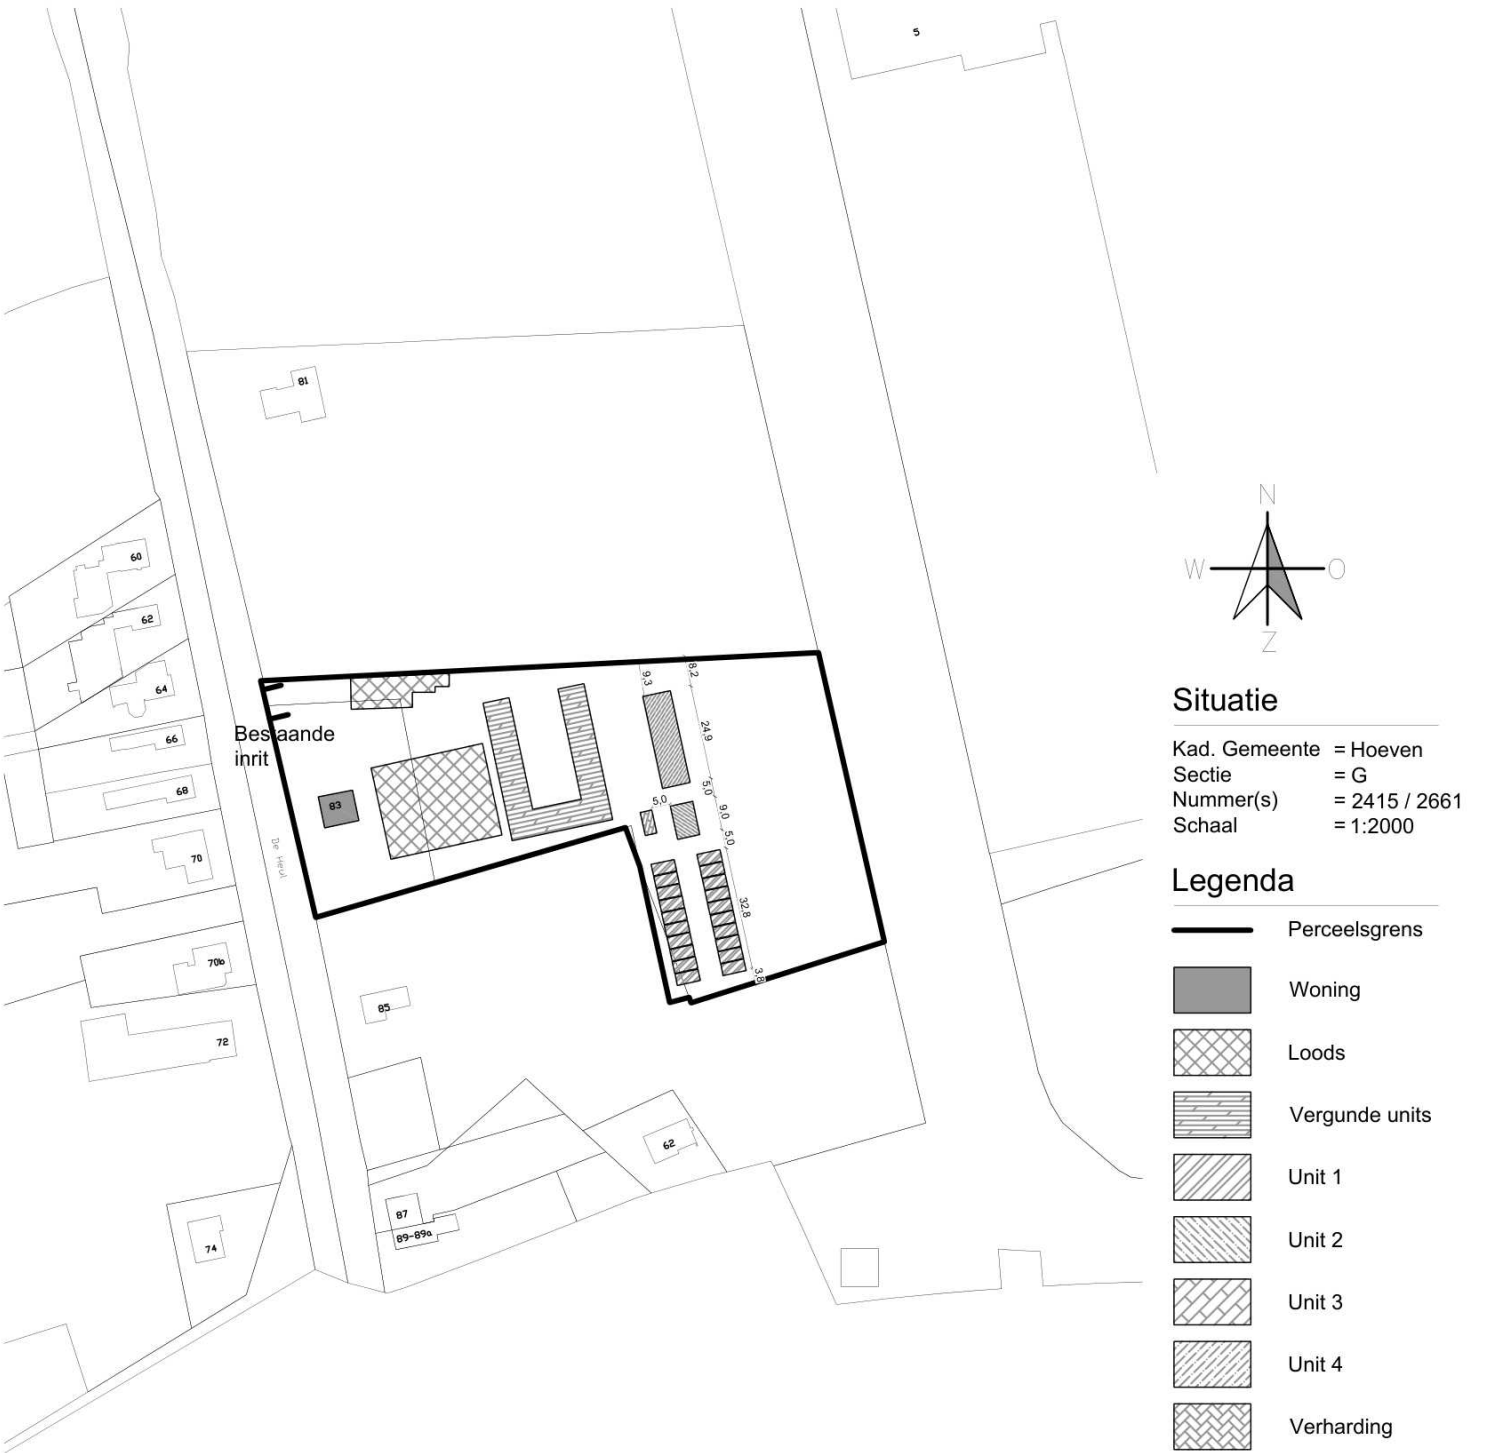 5
81
60
62
64
66
68
70
70b
72
74
Bestaande
inrit
83
De Heul
85
87
89-89a
62
9,3
8,2
24,9
5,0
5,0
9,0
5,0
32,8
3,8
N
W
O
Z
Situatie
Kad. Gemeente = Hoeven
Sectie = G
Nummer(s) = 2415 / 2661
Schaal = 1:2000
Legenda
Perceelsgrens
Woning
Loods
Vergunde units
Unit 1
Unit 2
Unit 3
Unit 4
Verharding